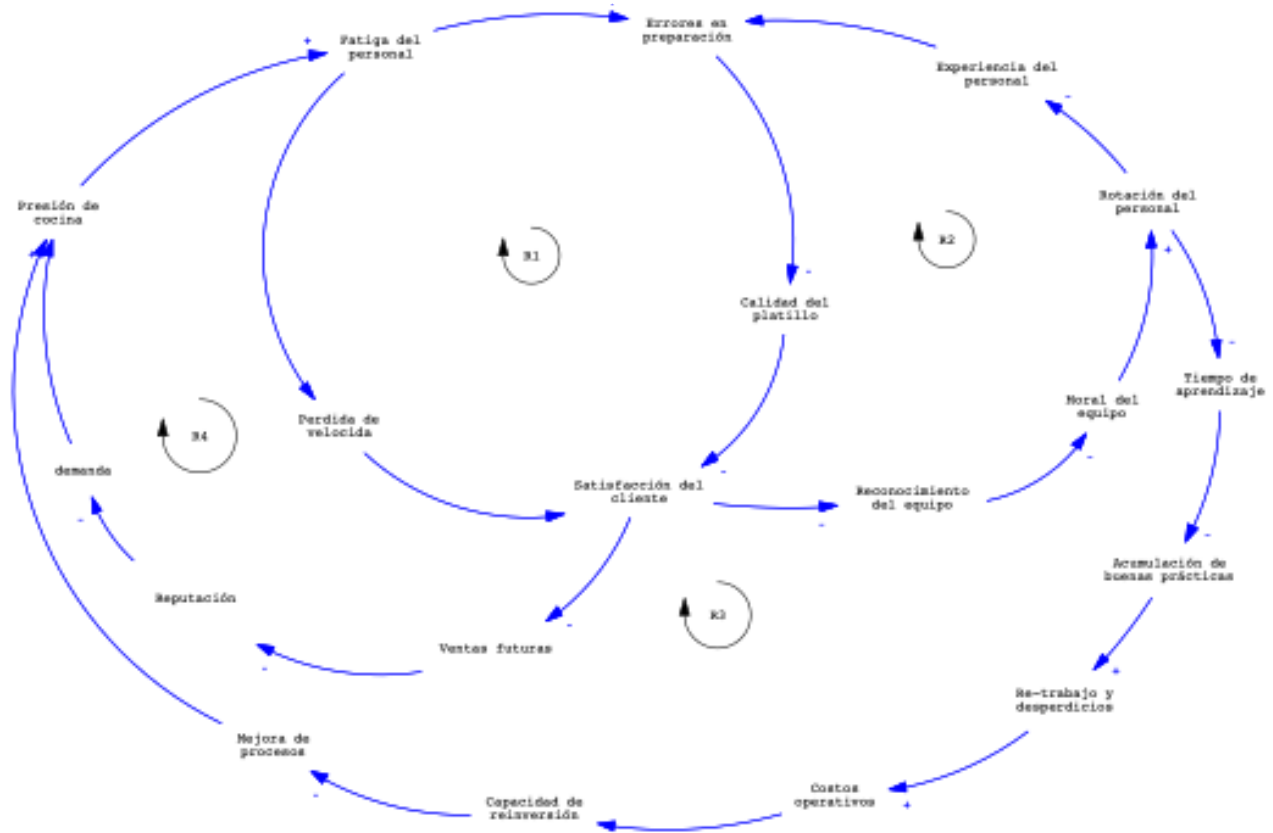 Errores en
preparación
Fatiga del
personal
+
-
Experiencia del
personal
-
Presión de
cocina
+
Rotación del
personal
+
R1
R2
Calidad del
platillo
-
-
Tiempo de
aprendizaje
Moral del
equipo
-
Perdida de
velocida
R4
demanda
-
Satisfacción del
cliente
-
Reconocimiento
del equipo
-
-
Acumulación de
buenas prácticas
Reputación
R3
-
Ventas futuras
-
+
Re-trabajo y
desperdicios
Mejora de
procesos
-
Capacidad de
reinversión
-
Costos
operativos
+